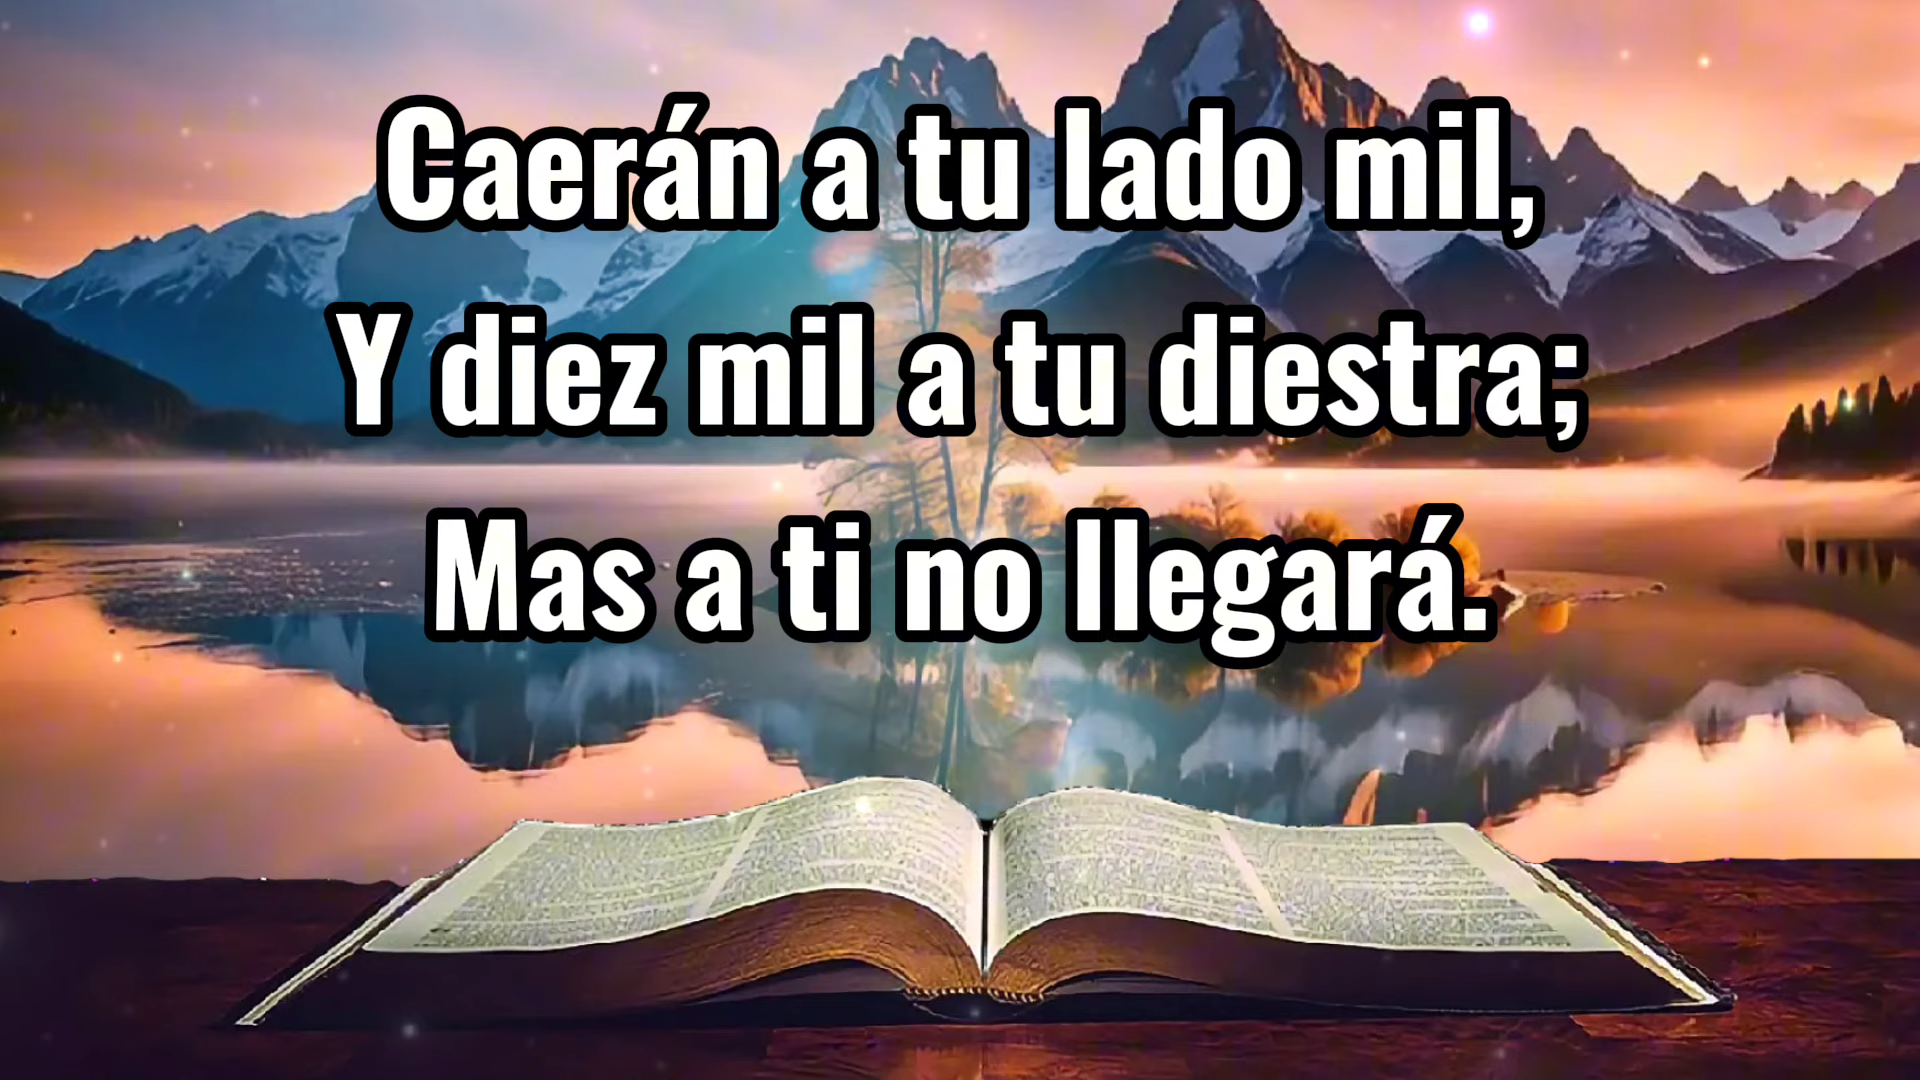 Caerán a tu lado mil,
Y diez mil a tu diestra;
Mas a ti no llegará.